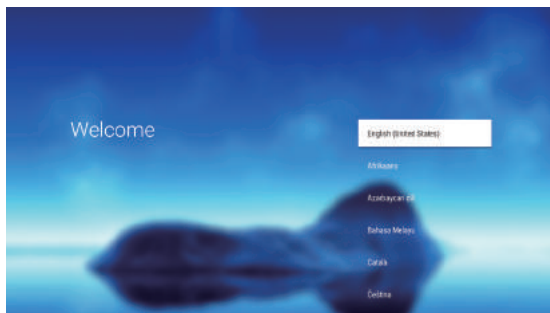 Welcome
English (United States)
Afrikaans
Azərbaycan dili
Bahasa Melayu
Català
Čeština